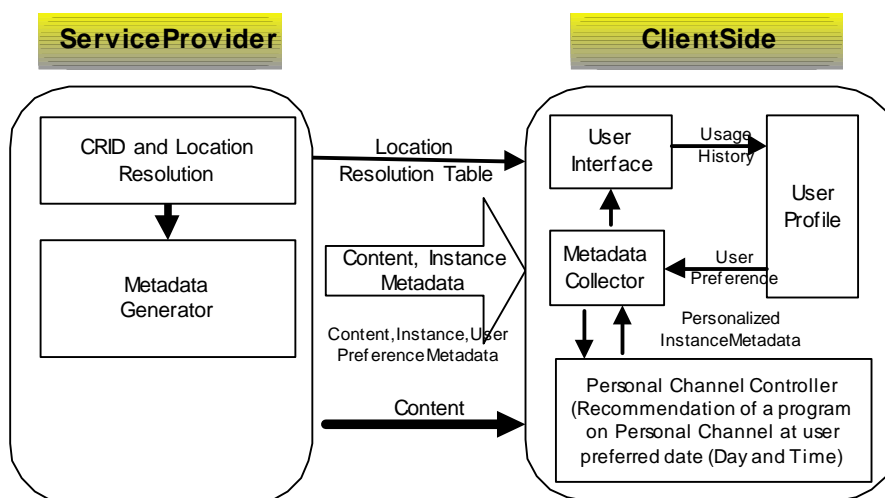 ServiceProvider
ClientSide
CRID and Location
Resolution
Metadata
Generator
Location
Resolution Table
Content, Instance
Metadata
Content,Instance,User
PreferenceMetadata
Content
User
Interface
Usage
History
User
Profile
Metadata
Collector
User
Preference
Personalized
InstanceMetadata
Personal Channel Controller
(Recommendation of a program
on Personal Channel at user
preferred date (Day and Time)